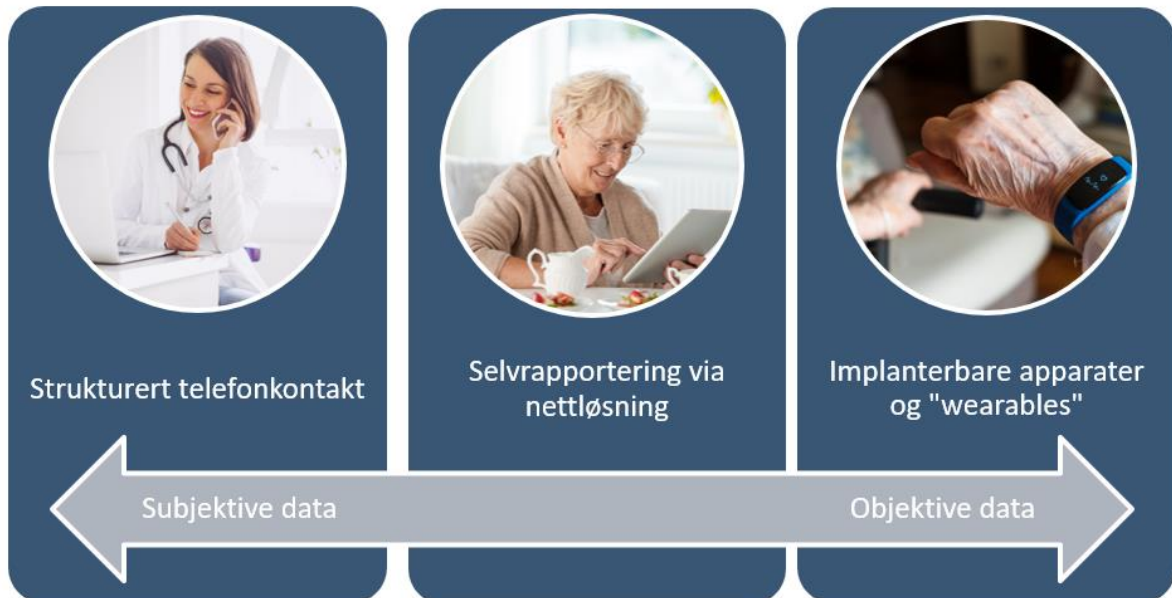 Strukturert telefonkontakt
Selvrapportering via
nettløsning
Implanterbare apparater
og "wearables"
Subjektive data
Objektive data